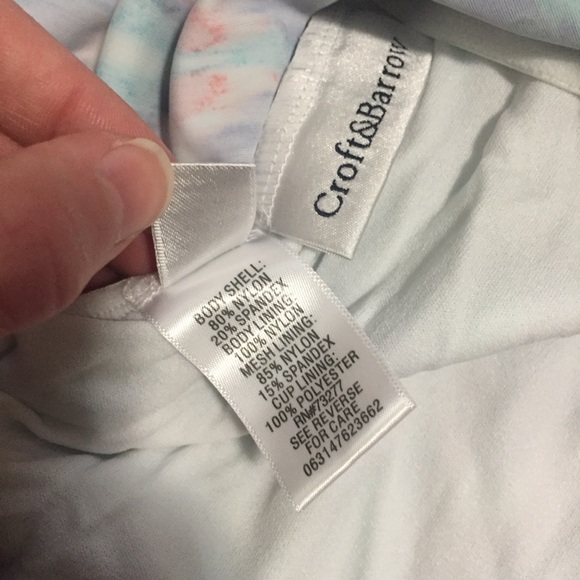 Croft&Barrow
BODY SHELL:
80% NYLON
20% SPANDEX
BODY LINING:
100% NYLON
MESH LINING:
85% NYLON
15% SPANDEX
CUP LINING:
100% POLYESTER
RN#73277
SEE REVERSE
FOR CARE
063147623662